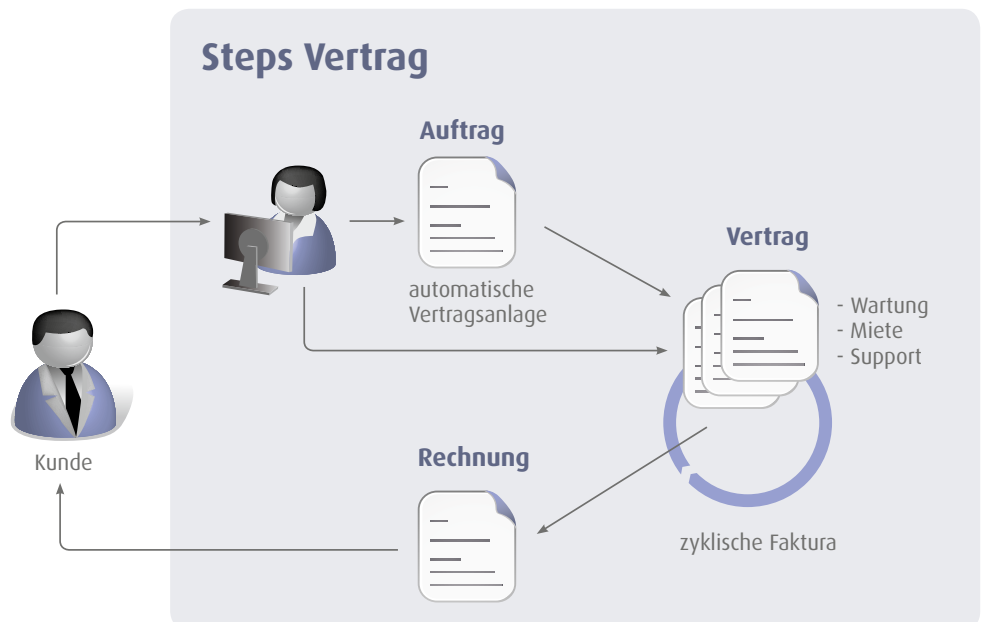 Steps Vertrag
Auftrag
automatische
Vertragsanlage
Vertrag
- Wartung
- Miete
- Support
Kunde
Rechnung
zyklische Faktura